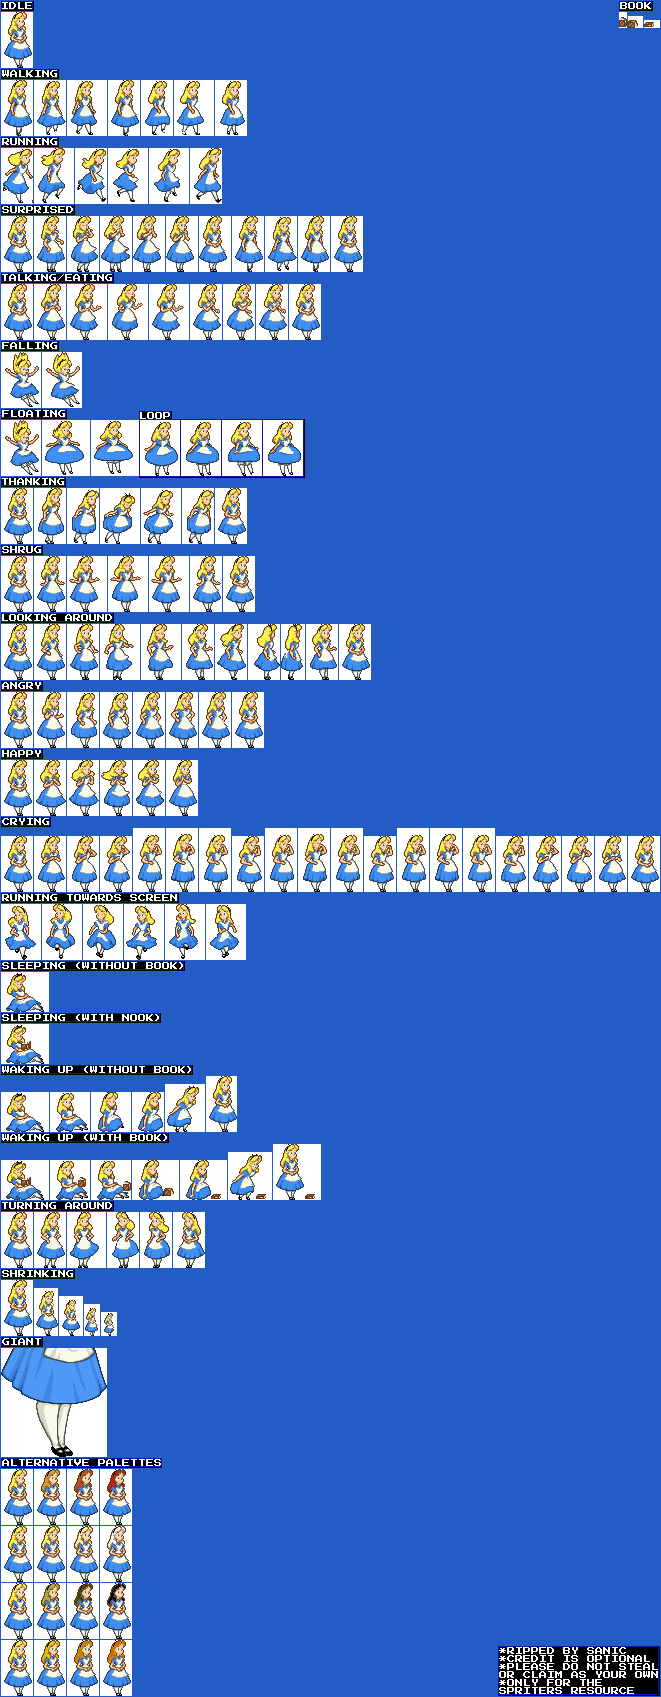 IDLE
BOOK
WALKING
RUNNING
SURPRISED
TALKING/EATING
FALLING
FLOATING
LOOP
THANKING
SHRUG
LOOKING AROUND
ANGRY
HAPPY
CRYING
RUNNING TOWARDS SCREEN
SLEEPING (WITHOUT BOOK)
SLEEPING (WITH NOOK)
WAKING UP (WITHOUT BOOK)
WAKING UP (WITH BOOK)
TURNING AROUND
SHRINKING
GIANT
ALTERNATIVE PALETTES
*RIPPED BY SANIC
*CREDIT IS OPTIONAL
*PLEASE DO NOT STEAL
OR CLAIM AS YOUR OWN
*ONLY FOR THE
SPRITERS RESOURCE